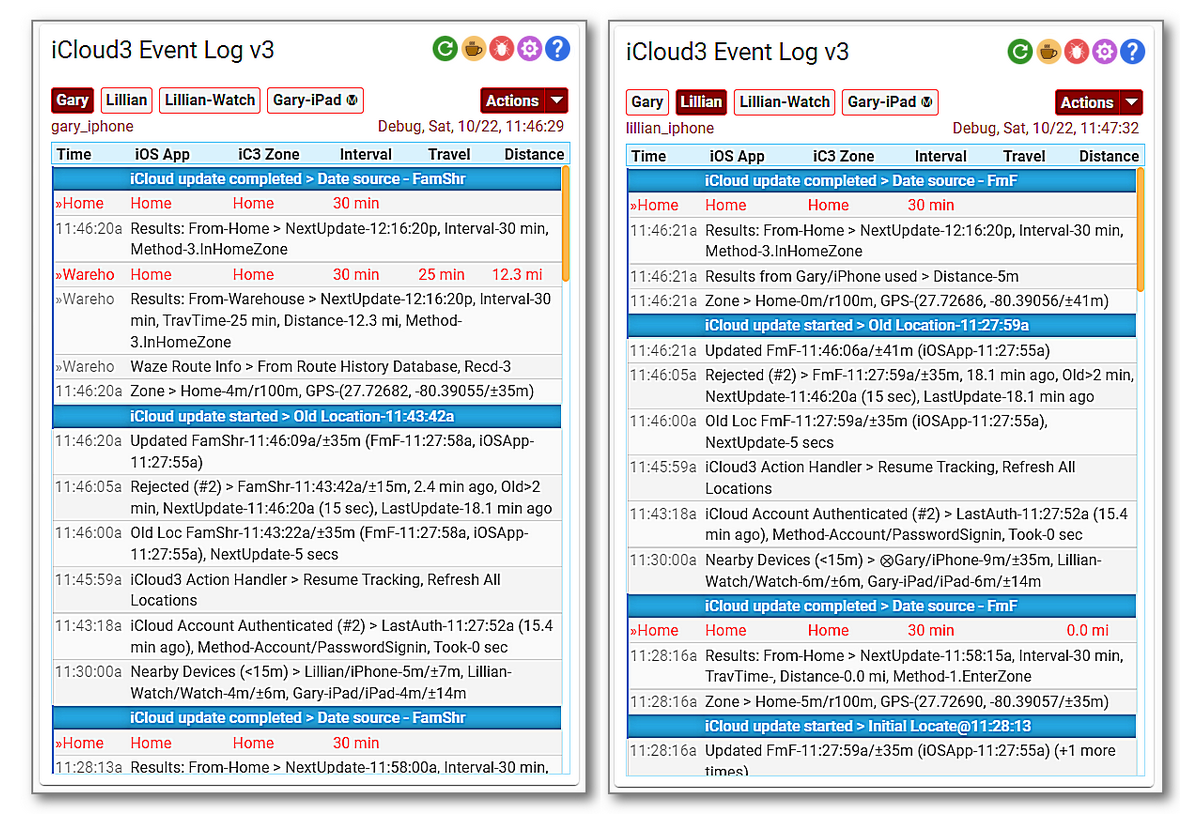 iCloud3 Event Log v3
Gary Lillian Lillian-Watch Gary-iPad Ⓜ Actions
gary_iphone Debug, Sat, 10/22, 11:46:29
Time iOS App iC3 Zone Interval Travel Distance
iCloud update completed > Date source - FamShr
»Home Home Home 30 min
11:46:20a Results: From-Home > NextUpdate-12:16:20p, Interval-30 min,
Method-3.InHomeZone
»Wareho Home Home 30 min 25 min 12.3 mi
»Wareho Results: From-Warehouse > NextUpdate-12:16:20p, Interval-30
min, TravTime-25 min, Distance-12.3 mi, Method-
3.InHomeZone
»Wareho Waze Route Info > From Route History Database, Recd-3
11:46:20a Zone > Home-4m/r100m, GPS-(27.72682, -80.39055/±35m)
iCloud update started > Old Location-11:43:42a
11:46:20a Updated FamShr-11:46:09a/±35m (FmF-11:27:58a, iOSApp-
11:27:55a)
11:46:05a Rejected (#2) > FamShr-11:43:42a/±15m, 2.4 min ago, Old>2
min, NextUpdate-11:46:20a (15 sec), LastUpdate-18.1 min ago
11:46:00a Old Loc FamShr-11:43:22a/±35m (FmF-11:27:58a, iOSApp-
11:27:55a), NextUpdate-5 secs
11:45:59a iCloud3 Action Handler > Resume Tracking, Refresh All
Locations
11:43:18a iCloud Account Authenticated (#2) > LastAuth-11:27:52a (15.4
min ago), Method-Account/PasswordSignin, Took-0 sec
11:30:00a Nearby Devices (<15m) > Lillian/iPhone-5m/±7m, Lillian-
Watch/Watch-4m/±6m, Gary-iPad/iPad-4m/±14m
iCloud update completed > Date source - FamShr
»Home Home Home 30 min
11:28:13a Results: From-Home > NextUpdate-11:58:00a, Interval-30 min,
iCloud3 Event Log v3
Gary Lillian Lillian-Watch Gary-iPad Ⓜ Actions
lillian_iphone Debug, Sat, 10/22, 11:47:32
Time iOS App iC3 Zone Interval Travel Distance
iCloud update completed > Date source - FmF
»Home Home Home 30 min
11:46:21a Results: From-Home > NextUpdate-12:16:20p, Interval-30 min,
Method-3.InHomeZone
11:46:21a Results from Gary/iPhone used > Distance-5m
11:46:21a Zone > Home-0m/r100m, GPS-(27.72686, -80.39056/±41m)
iCloud update started > Old Location-11:27:59a
11:46:21a Updated FmF-11:46:06a/±41m (iOSApp-11:27:55a)
11:46:05a Rejected (#2) > FmF-11:27:59a/±35m, 18.1 min ago, Old>2 min,
NextUpdate-11:46:20a (15 sec), LastUpdate-18.1 min ago
11:46:00a Old Loc FmF-11:27:59a/±35m (iOSApp-11:27:55a),
NextUpdate-5 secs
11:45:59a iCloud3 Action Handler > Resume Tracking, Refresh All
Locations
11:43:18a iCloud Account Authenticated (#2) > LastAuth-11:27:52a (15.4
min ago), Method-Account/PasswordSignin, Took-0 sec
11:30:00a Nearby Devices (<15m) > ⊗Gary/iPhone-9m/±35m, Lillian-
Watch/Watch-6m/±6m, Gary-iPad/iPad-6m/±14m
iCloud update completed > Date source - FmF
»Home Home Home 30 min 0.0 mi
11:28:16a Results: From-Home > NextUpdate-11:58:15a, Interval-30 min,
TravTime-, Distance-0.0 mi, Method-1.EnterZone
11:28:16a Zone > Home-5m/r100m, GPS-(27.72690, -80.39057/±35m)
iCloud update started > Initial Locate@11:28:13
11:28:16a Updated FmF-11:27:59a/±35m (iOSApp-11:27:55a) (+1 more
times)